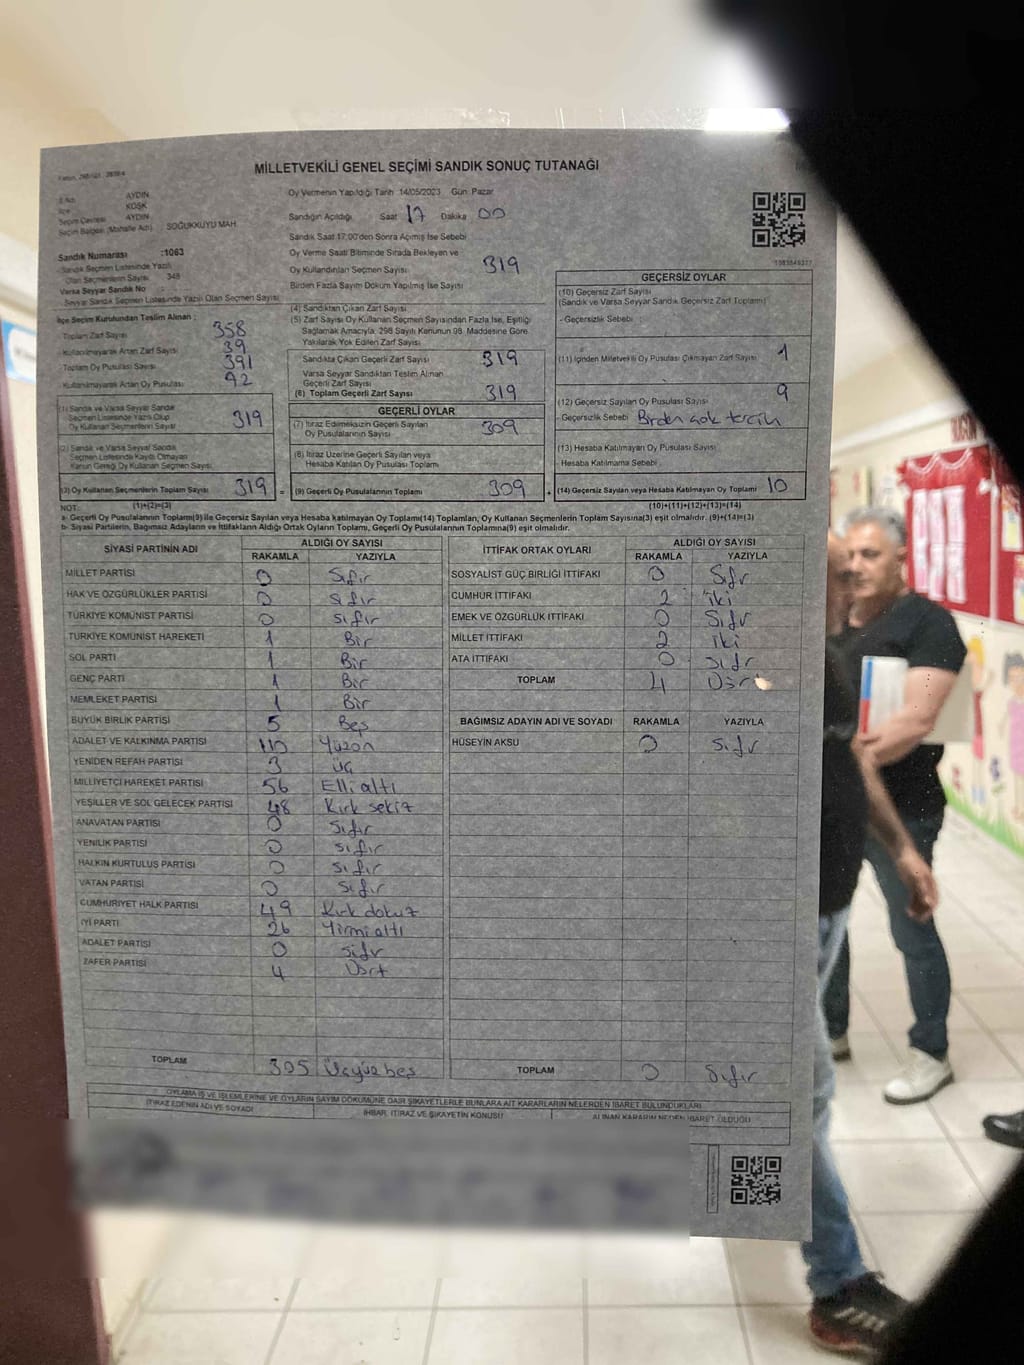 MİLLETVEKİLİ GENEL SEÇİMİ SANDIK SONUÇ TUTANAĞI
AYDIN
KÖŞK
AYDIN
Seçim Bölgesi (Mahalle Adı) SOĞUKKUYU MAH.
Sandık Numarası :1063
Sandık Seçmen Listesinde Yazılı
Olan Seçmenlerin Sayısı 348
Varsa Seyyar Sandık No :
Seyyar Sandık Seçmen Listesinde Yazılı Olan Seçmen Sayısı
Oy Vermenin Yapıldığı Tarih 14/05/2023 Gün Pazar
Sandığın Açıldığı Saat 17 Dakika 00
Sandık Saat 17:00'den Sonra Açılmış İse Sebebi
Oy Verme Saati Bitiminde Sırada Bekleyen ve
Oy Kullandırılan Seçmen Sayısı 319
Birden Fazla Sayım Döküm Yapılmış İse Sayısı
1083849377
İlçe Seçim Kurulundan Teslim Alınan :
Toplam Zarf Sayısı 358
Kullanılmayarak Artan Zarf Sayısı 39
Toplam Oy Pusulası Sayısı 391
Kullanılmayarak Artan Oy Pusulası
(1) Sandık ve Varsa Seyyar Sandık
Seçmen Listesinde Yazılı Olup
Oy Kullanan Seçmenlerin Sayısı 319
(2) Sandık ve Varsa Seyyar Sandık
Seçmen Listesinde Kaydı Olmayan
Kanun Gereği Oy Kullanan Seçmen Sayısı
(3) Oy Kullanan Seçmenlerin Toplam Sayısı 319 =
(1)+(2)=(3)
(4) Sandıktan Çıkan Zarf Sayısı
(5) Zarf Sayısı Oy Kullanan Seçmen Sayısından Fazla İse, Eşitliği
Sağlamak Amacıyla; 298 Sayılı Kanunun 98. Maddesine Göre
Yakılarak Yok Edilen Zarf Sayısı
Sandıkta Çıkan Geçerli Zarf Sayısı 319
Varsa Seyyar Sandıktan Teslim Alınan
Geçerli Zarf Sayısı
(6) Toplam Geçerli Zarf Sayısı 319
GEÇERLİ OYLAR
(7) İtiraz Edilmeksizin Geçerli Sayılan
Oy Pusulalarının Sayısı 309
(8) İtiraz Üzerine Geçerli Sayılan veya
Hesaba Katılan Oy Pusulası Toplamı
(9) Geçerli Oy Pusulalarının Toplamı 309 +
GEÇERSİZ OYLAR
(10) Geçersiz Zarf Sayısı
(Sandık ve Varsa Seyyar Sandık Geçersiz Zarf Toplamı)
- Geçersizlik Sebebi :
(11) İçinden Milletvekili Oy Pusulası Çıkmayan Zarf Sayısı 1
(12) Geçersiz Sayılan Oy Pusulası Sayısı 9
- Geçersizlik Sebebi Birden çok tercih
(13) Hesaba Katılmayan Oy Pusulası Sayısı
Hesaba Katılmama Sebebi
(14) Geçersiz Sayılan veya Hesaba Katılmayan Oy Toplamı 10
(10)+(11)+(12)+(13)=(14)
NOT:
a- Geçerli Oy Pusulalarının Toplamı(9) ile Geçersiz Sayılan veya Hesaba katılmayan Oy Toplamı(14) Toplamları, Oy Kullanan Seçmenlerin Toplam Sayısına(3) eşit olmalıdır. (9)+(14)=(3)
b- Siyasi Partilerin, Bağımsız Adayların ve İttifakların Aldığı Ortak Oyların Toplamı, Geçerli Oy Pusulalarının Toplamına(9) eşit olmalıdır.
SİYASİ PARTİNİN ADI ALDIĞI OY SAYISI
RAKAMLA YAZIYLA
MİLLET PARTİSİ 0 Sıfır
HAK VE ÖZGÜRLÜKLER PARTİSİ 0 Sıfır
TÜRKİYE KOMÜNİST PARTİSİ 0 Sıfır
TÜRKİYE KOMÜNİST HAREKETİ 1 Bir
SOL PARTİ 1 Bir
GENÇ PARTİ 1 Bir
MEMLEKET PARTİSİ 1 Bir
BÜYÜK BİRLİK PARTİSİ 5 Beş
ADALET VE KALKINMA PARTİSİ 110 Yüzon
YENİDEN REFAH PARTİSİ 3 Üç
MİLLİYETÇİ HAREKET PARTİSİ 56 Elli altı
YEŞİLLER VE SOL GELECEK PARTİSİ 48 Kırk sekiz
ANAVATAN PARTİSİ 0 Sıfır
YENİLİK PARTİSİ 0 Sıfır
HALKIN KURTULUŞ PARTİSİ 0 Sıfır
VATAN PARTİSİ 0 Sıfır
CUMHURİYET HALK PARTİSİ 49 Kırk dokuz
İYİ PARTİ 26 Yirmi altı
ADALET PARTİSİ 0 Sıfır
ZAFER PARTİSİ 4 Dört
TOPLAM 305 Üçyüz beş
İTTİFAK ORTAK OYLARI ALDIĞI OY SAYISI
RAKAMLA YAZIYLA
SOSYALİST GÜÇ BİRLİĞİ İTTİFAKI 0 Sıfır
CUMHUR İTTİFAKI 2 iki
EMEK VE ÖZGÜRLÜK İTTİFAKI 0 Sıfır
MİLLET İTTİFAKI 2 iki
ATA İTTİFAKI 0 Sıfır
TOPLAM 4 Dört
BAĞIMSIZ ADAYIN ADI VE SOYADI RAKAMLA YAZIYLA
HÜSEYİN AKSU 0 Sıfır
TOPLAM 0 Sıfır
OYLAMA İŞ VE İŞLEMLERİNE VE OYLARIN SAYIM DÖKÜMÜNE DAİR ŞİKAYETLERLE BUNLARA AİT KARARLARIN NELERDEN İBARET BULUNDUKLARI
İTİRAZ EDENİN ADI VE SOYADI İHBAR, İTİRAZ VE ŞİKAYETİN KONUSU ALINAN KARARIN NEDEN İBARET OLDUĞU